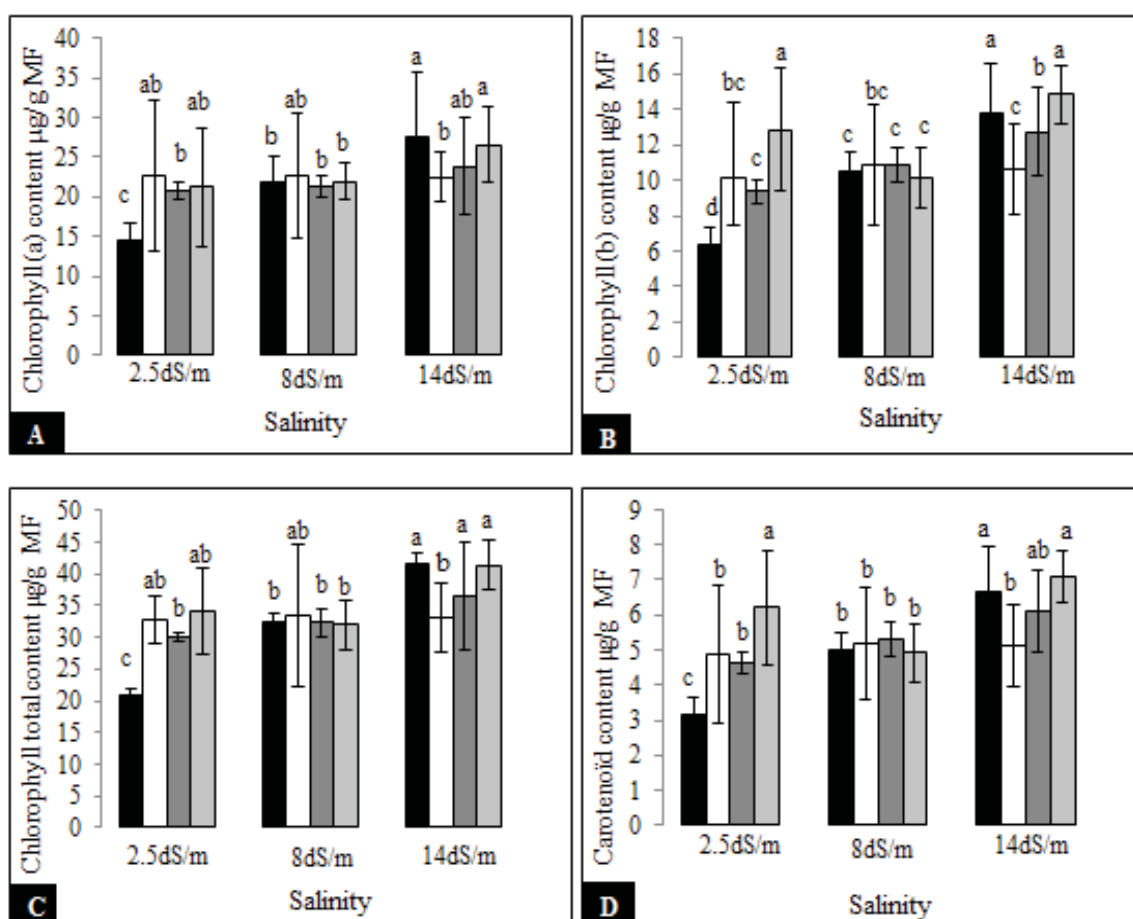 Chlorophyll (a) content µg/g MF
40
35
30
25
20
15
10
5
0
c
ab
b
ab
b
ab
b
b
a
b
ab
a
2.5dS/m
8dS/m
14dS/m
Salinity
A
Chlorophyll (b) content µg/g MF
18
16
14
12
10
8
6
4
2
0
d
bc
c
a
c
bc
c
c
a
c
b
a
2.5dS/m
8dS/m
14dS/m
Salinity
B
Chlorophyll total content µg/g MF
50
45
40
35
30
25
20
15
10
5
0
c
ab
b
ab
b
ab
b
b
a
b
a
a
2.5dS/m
8dS/m
14dS/m
Salinity
C
Carotenoïd content µg/g MF
9
8
7
6
5
4
3
2
1
0
c
b
b
a
b
b
b
b
a
b
ab
a
2.5dS/m
8dS/m
14dS/m
Salinity
D